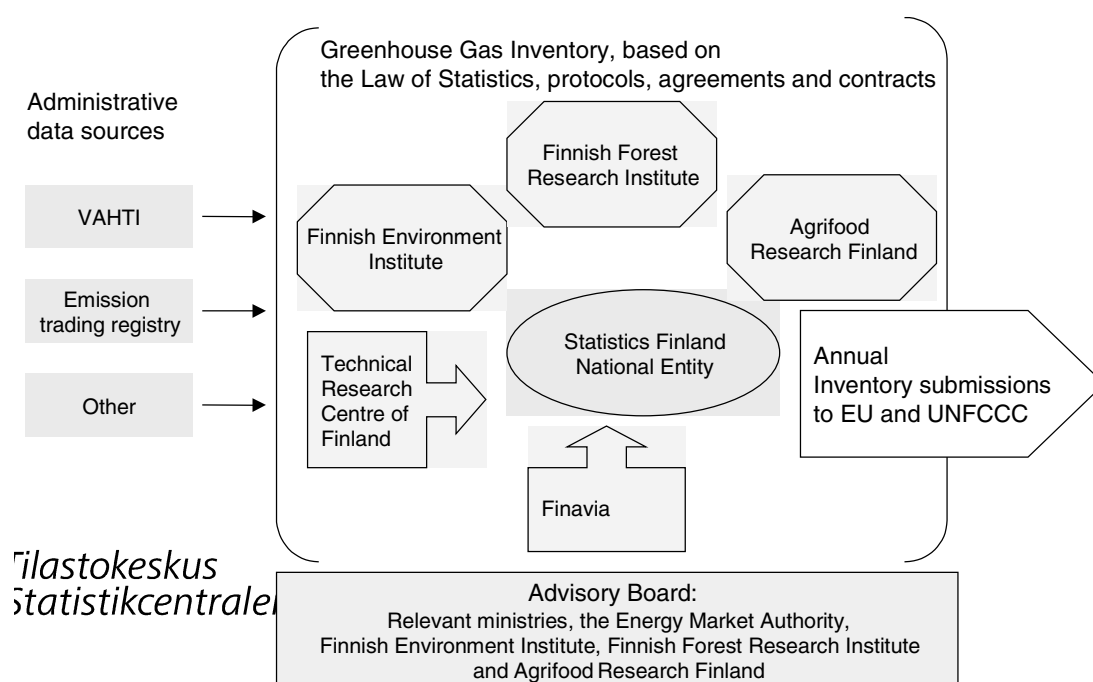 Greenhouse Gas Inventory, based on
the Law of Statistics, protocols, agreements and contracts
Administrative
data sources
VAHTI
Emission
trading registry
Other
Finnish Forest
Research Institute
Finnish Environment
Institute
Agrifood
Research Finland
Statistics Finland
National Entity
Technical
Research
Centre of
Finland
Finavia
Annual
Inventory submissions
to EU and UNFCCC
Tilastokeskus
Statistikcentralen
Advisory Board:
Relevant ministries, the Energy Market Authority,
Finnish Environment Institute, Finnish Forest Research Institute
and Agrifood Research Finland